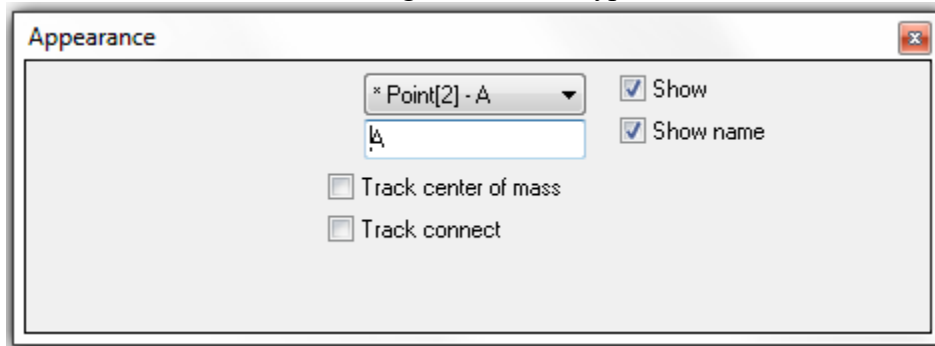 Appearance
* Point[2] - A
Show
A
Show name
Track center of mass
Track connect